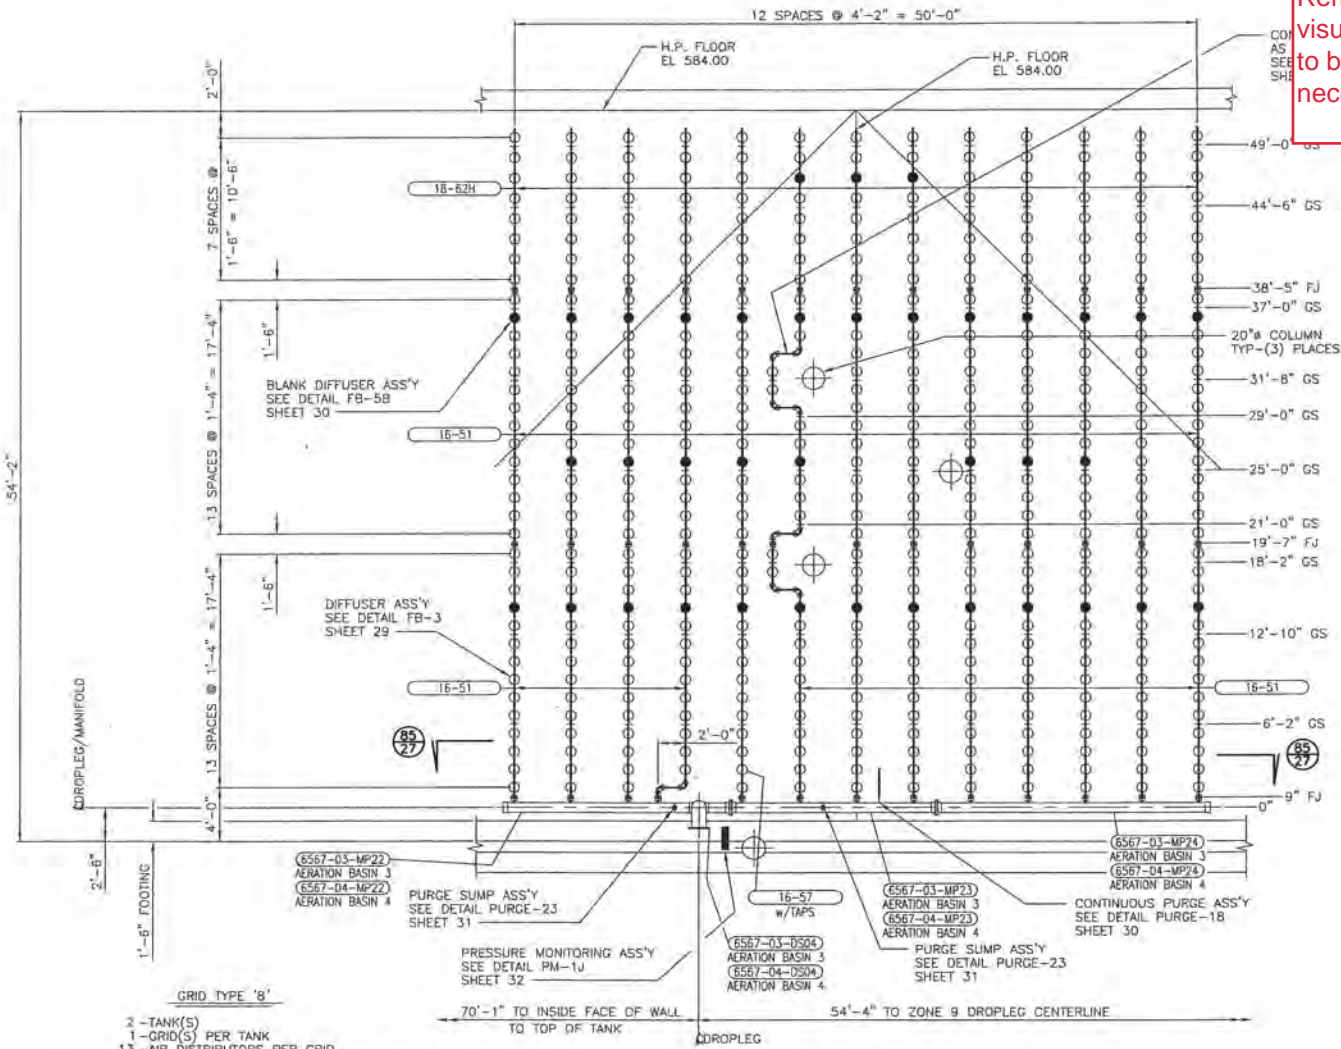 12 SPACES @ 4'-2" = 50'-0"
H.P. FLOOR
EL 584.00
H.P. FLOOR
EL 584.00
visu
to b
nece
AS
SEE
2'-0"
7 SPACES @
1'-6" = 10'-6"
18-62H
49'-0" GS
44'-6" GS
38'-5" FJ
37'-0" GS
20"ø COLUMN
TYP-(3) PLACES
31'-8" GS
29'-0" GS
25'-0" GS
21'-0" GS
19'-7" FJ
18'-2" GS
12'-10" GS
6'-2" GS
9" FJ
0"
1'-6"
BLANK DIFFUSER ASS'Y
SEE DETAIL FB-5B
SHEET 30
16-51
13 SPACES @ 1'-4" = 17'-4"
54'-2"
1'-6"
DIFFUSER ASS'Y
SEE DETAIL FB-3
SHEET 29
16-51
16-51
13 SPACES @ 1'-4" = 17'-4"
85
27
85
27
2'-0"
℄DROPLEG/MANIFOLD
4'-0"
2'-6"
1'-6" FOOTING
6567-03-MP22
AERATION BASIN 3
6567-04-MP22
AERATION BASIN 4
PURGE SUMP ASS'Y
SEE DETAIL PURGE-23
SHEET 31
PRESSURE MONITORING ASS'Y
SEE DETAIL PM-1J
SHEET 32
16-57
W/TAPS
6567-03-DS04
AERATION BASIN 3
6567-04-DS04
AERATION BASIN 4
6567-03-MP23
AERATION BASIN 3
6567-04-MP23
AERATION BASIN 4
PURGE SUMP ASS'Y
SEE DETAIL PURGE-23
SHEET 31
6567-03-MP24
AERATION BASIN 3
6567-04-MP24
AERATION BASIN 4
CONTINUOUS PURGE ASS'Y
SEE DETAIL PURGE-18
SHEET 30
GRID TYPE '8'
2 -TANK(S)
1 -GRID(S) PER TANK
13 -AIR DISTRIBUTORS PER GRID
70'-1" TO INSIDE FACE OF WALL
TO TOP OF TANK
54'-4" TO ZONE 9 DROPLEG CENTERLINE
℄DROPLEG